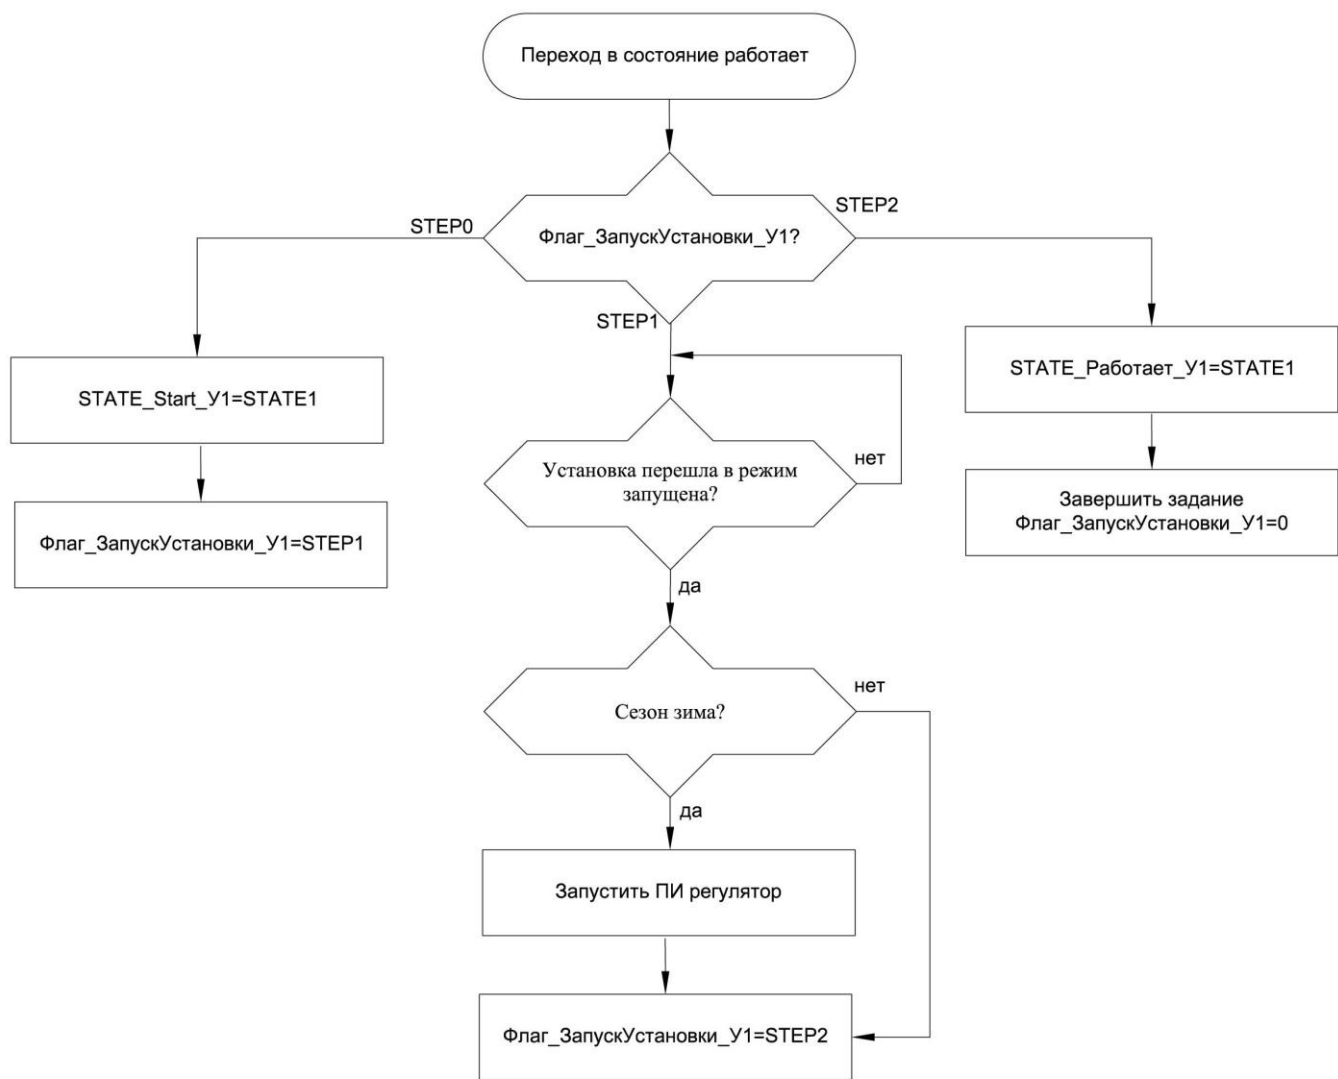 Переход в состояние работает
STEP0
STEP2
Флаг_ЗапускУстановки_У1?
STEP1
STATE_Start_У1=STATE1
STATE_Работает_У1=STATE1
Установка перешла в режим
запущена?
нет
Флаг_ЗапускУстановки_У1=STEP1
Завершить задание
Флаг_ЗапускУстановки_У1=0
да
Сезон зима?
нет
да
Запустить ПИ регулятор
Флаг_ЗапускУстановки_У1=STEP2